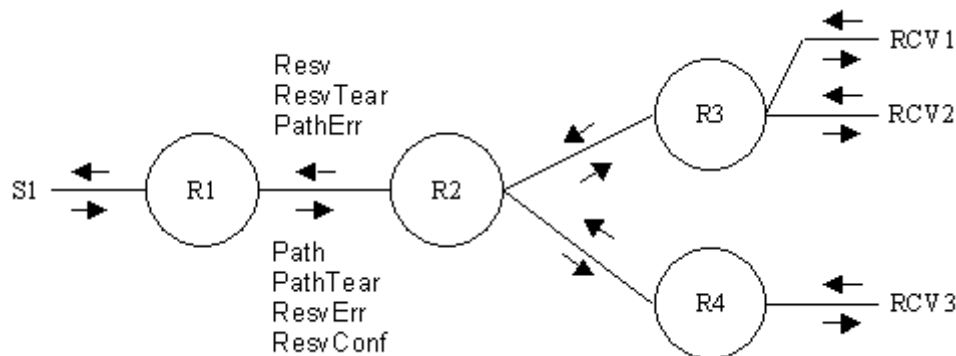 Resv
ResvTear
PathErr
RCV1
RCV2
RCV3
S1
R1
R2
R3
R4
Path
PathTear
ResvErr
ResvConf